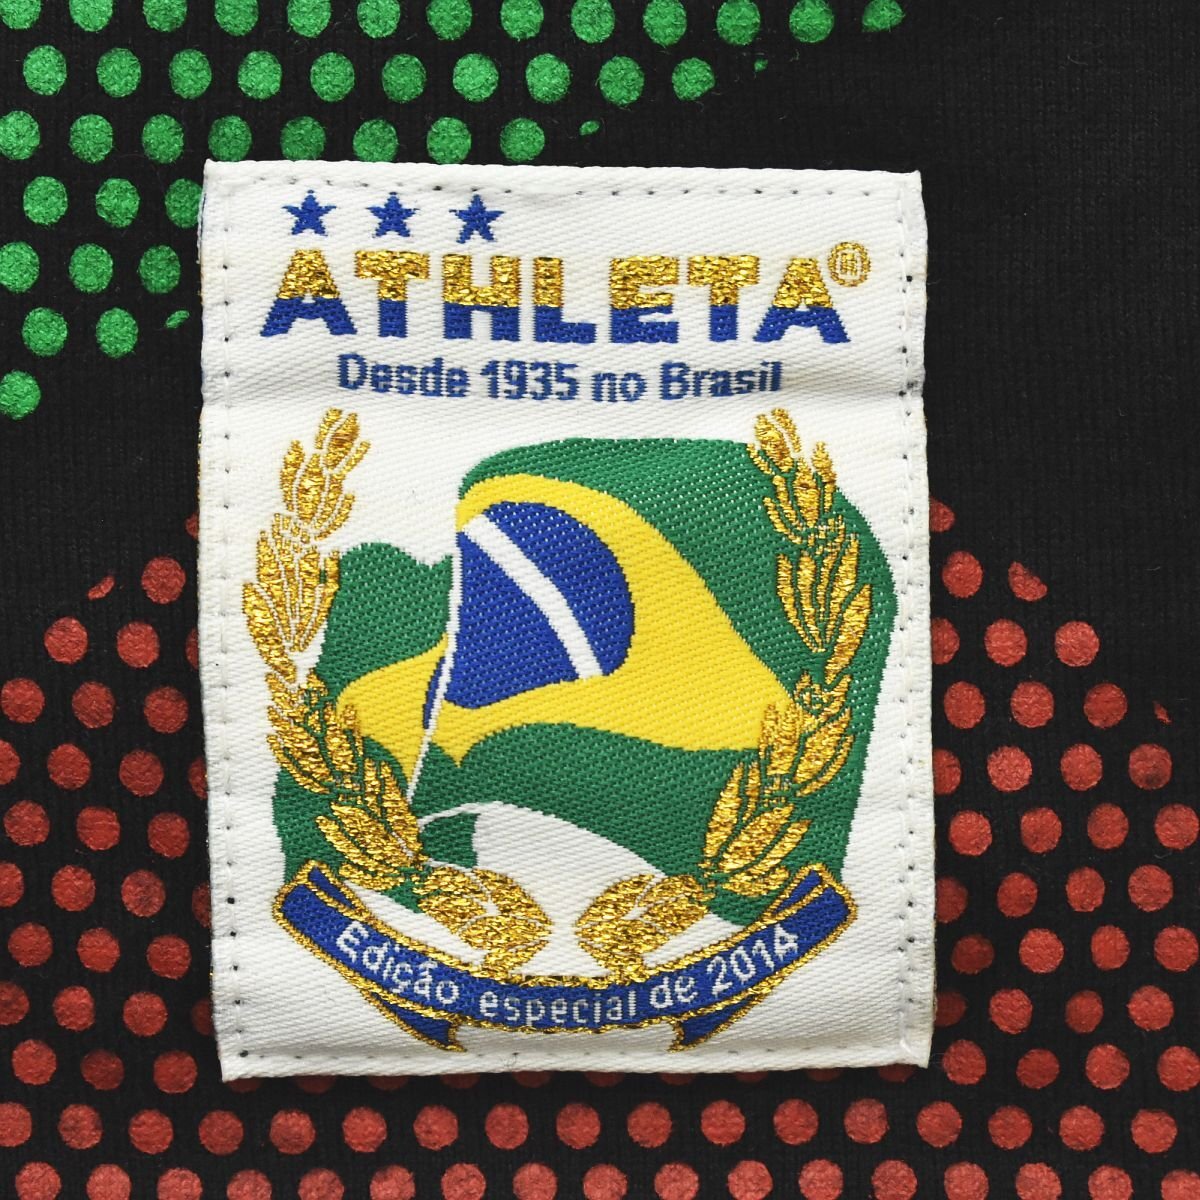 ATHLETA®
Desde 1935 no Brasil
Edição especial de 2014